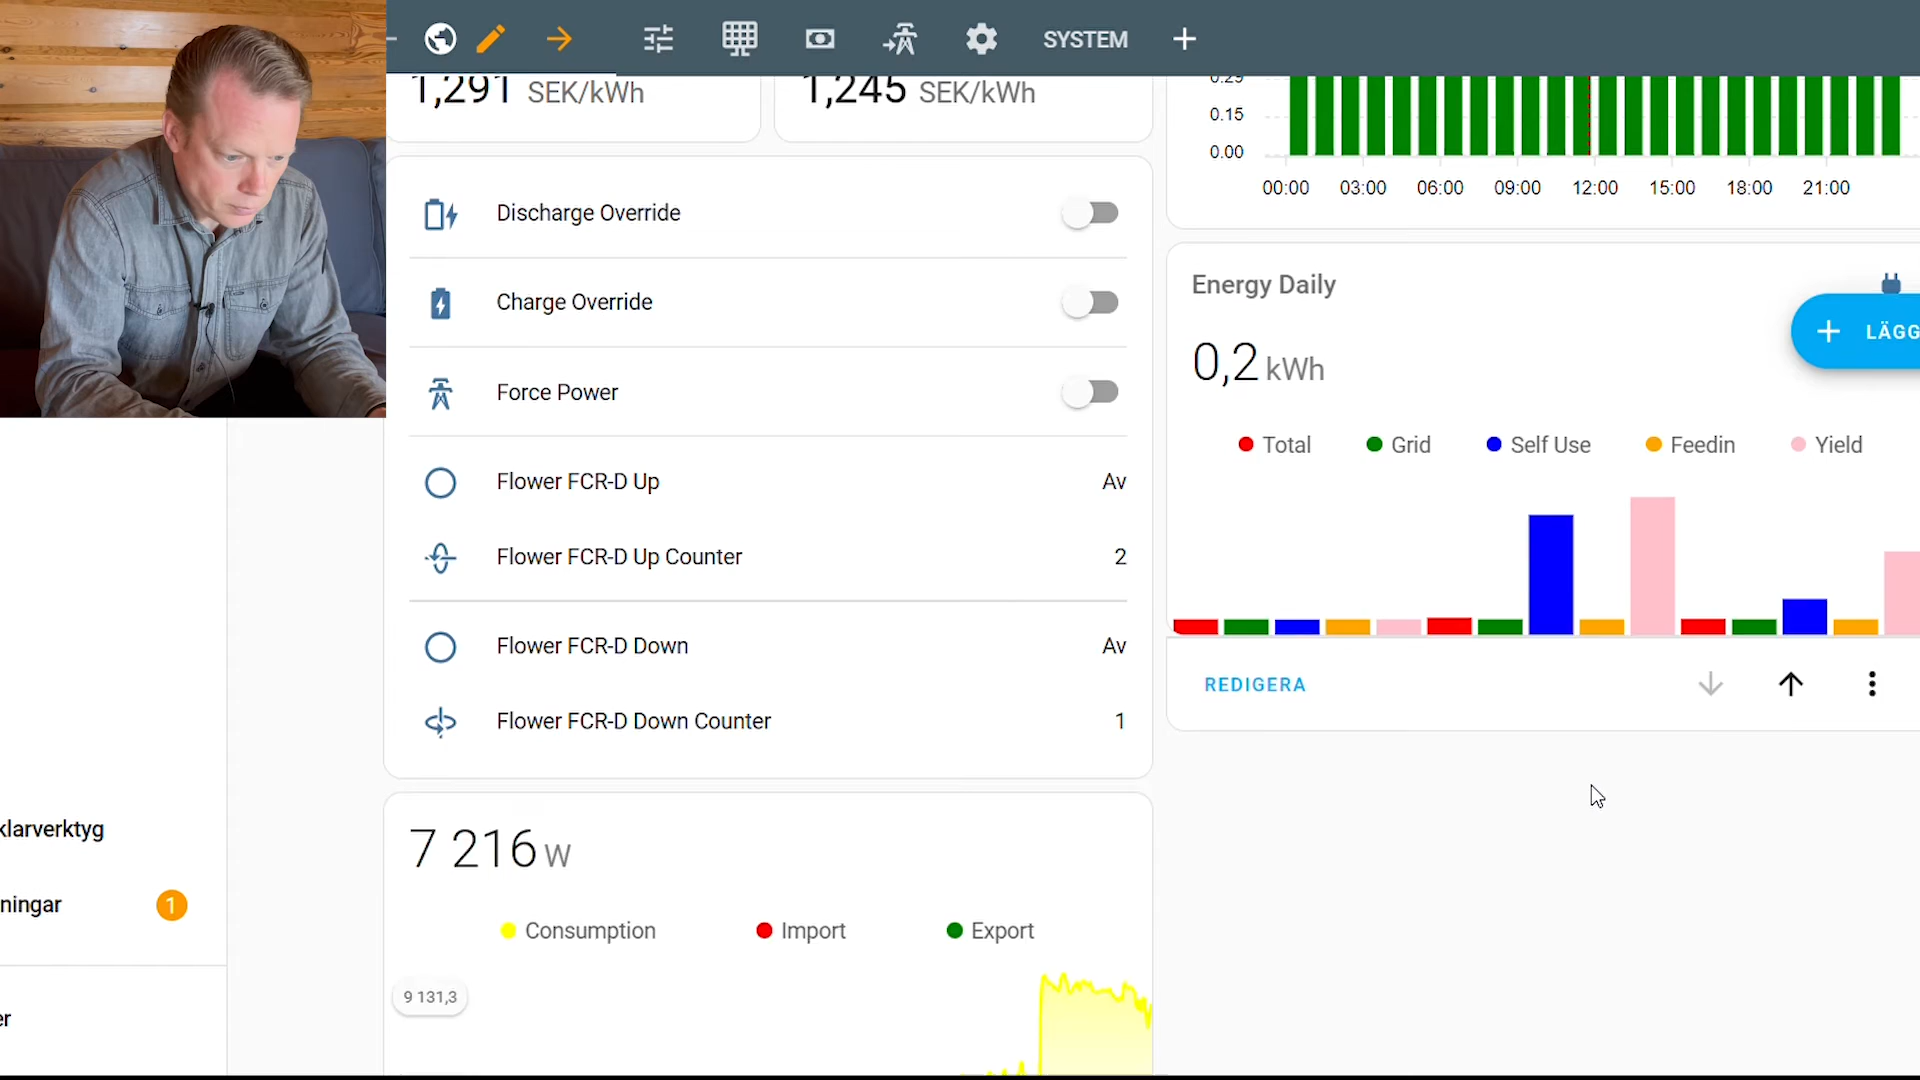 SYSTEM
1,291 SEK/kWh
1,245 SEK/kWh
Discharge Override
Charge Override
Force Power
Flower FCR-D Up Av
Flower FCR-D Up Counter 2
Flower FCR-D Down Av
Flower FCR-D Down Counter 1
7 216 W
Consumption Import Export
9 131,3
0.29
0.15
0.00
00:00 03:00 06:00 09:00 12:00 15:00 18:00 21:00
Energy Daily
LÄGG
0,2 kWh
Total Grid Self Use Feedin Yield
REDIGERA
klarverktyg
ningar 1
er